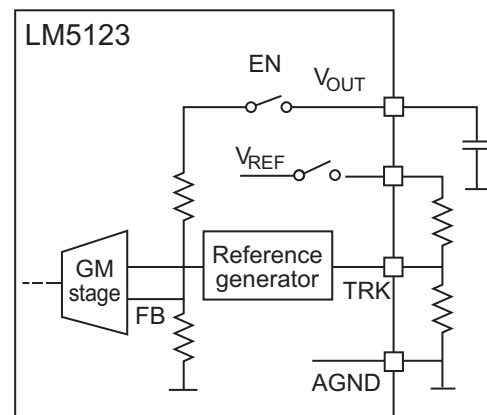 LM5123
EN
VOUT
VREF
GM
stage
Reference
generator
FB
TRK
AGND